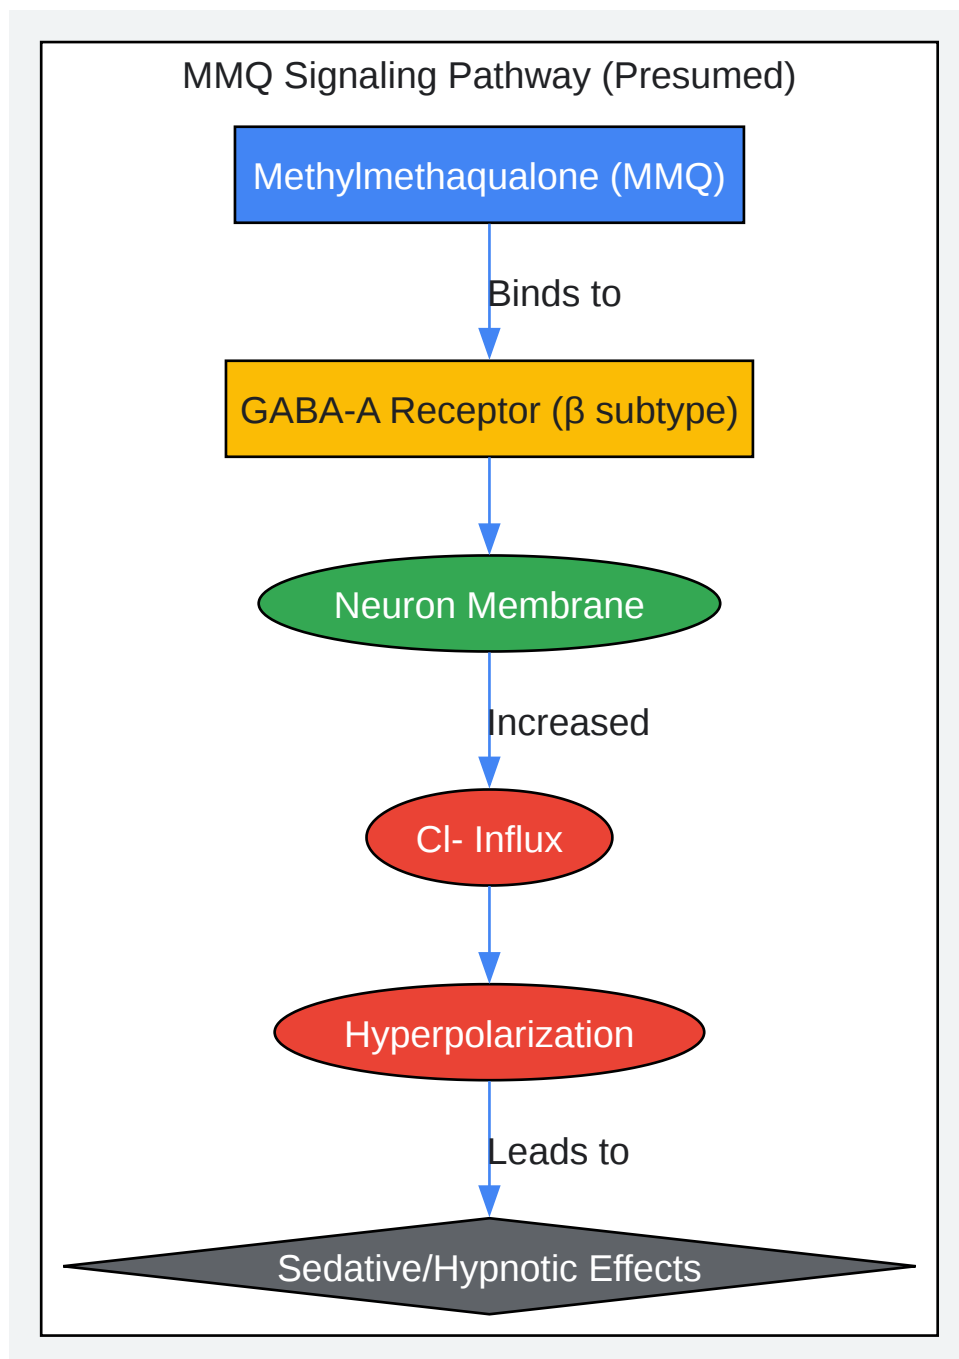 MMQ Signaling Pathway (Presumed)
Methylmethaqualone (MMQ)
Binds to
GABA-A Receptor (β subtype)
Neuron Membrane
Increased
Cl- Influx
Hyperpolarization
Leads to
Sedative/Hypnotic Effects